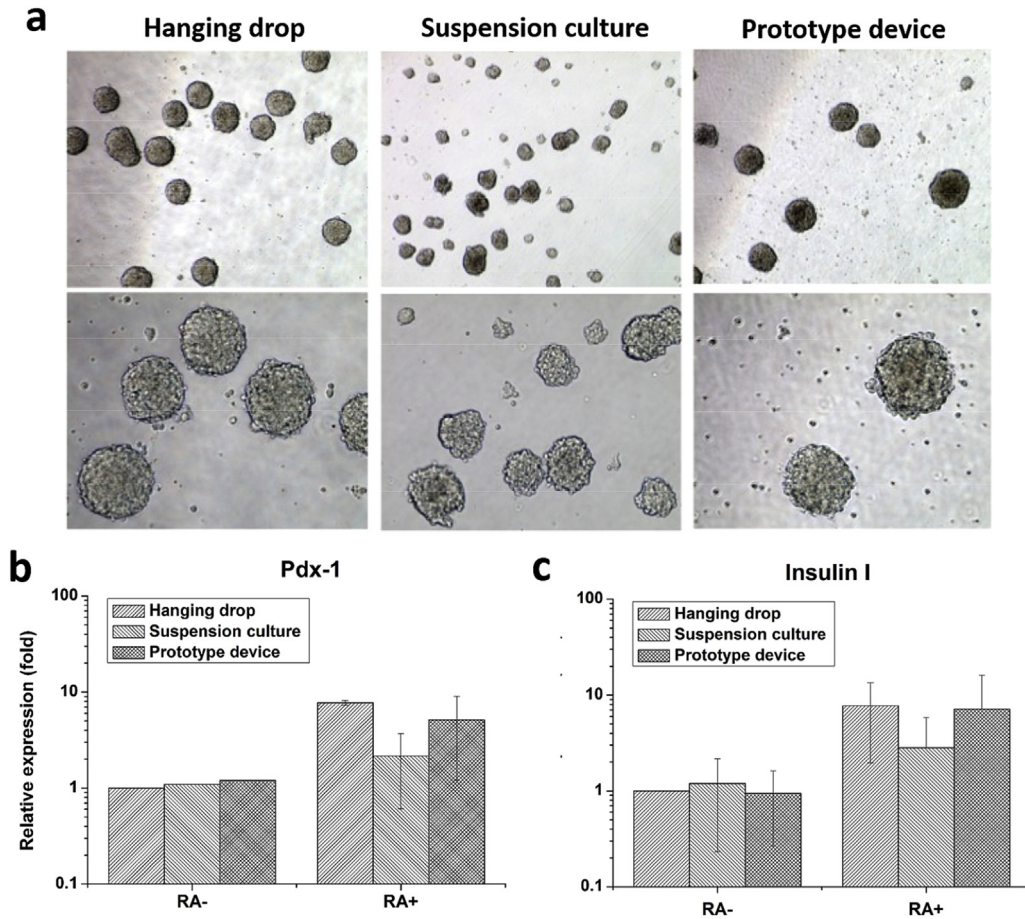 a
Hanging drop
Suspension culture
Prototype device
b
Pdx-1
100
10
1
0.1
Relative expression (fold)
Hanging drop
Suspension culture
Prototype device
RA-
RA+
c
Insulin I
100
10
1
0.1
Hanging drop
Suspension culture
Prototype device
RA-
RA+